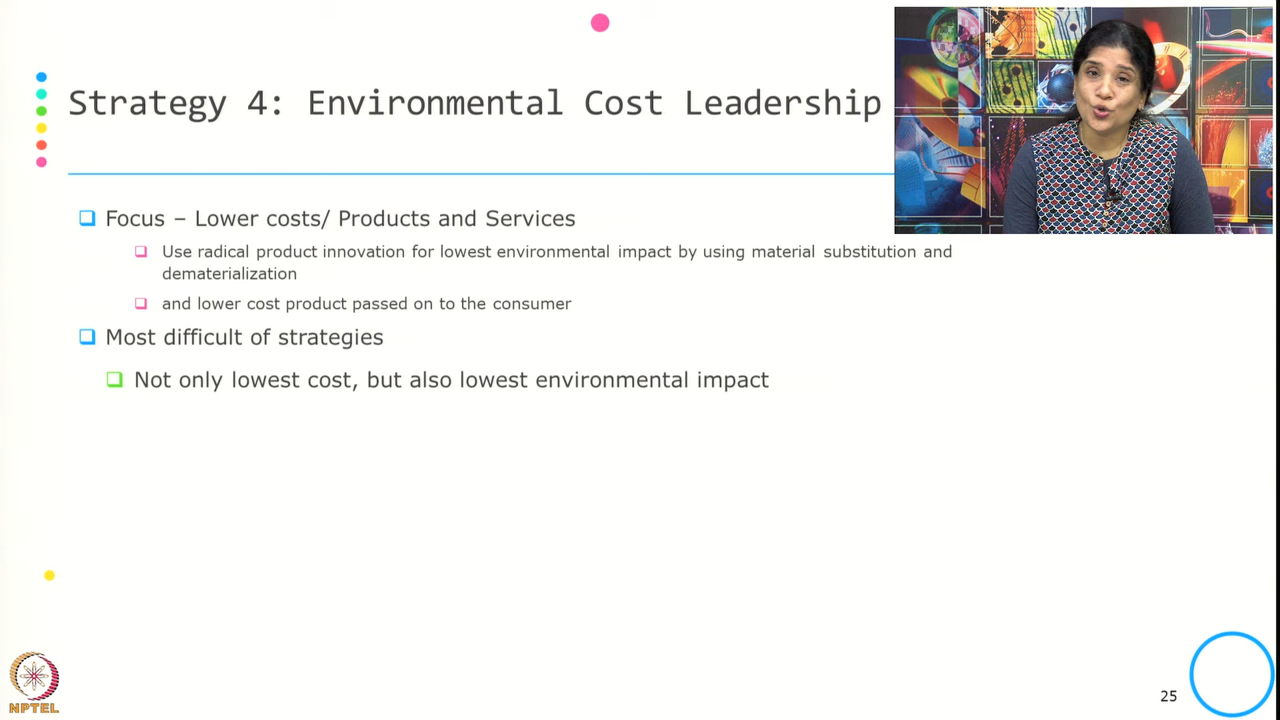 Strategy 4: Environmental Cost Leadership
Focus – Lower costs/ Products and Services
Use radical product innovation for lowest environmental impact by using material substitution and
dematerialization
and lower cost product passed on to the consumer
Most difficult of strategies
Not only lowest cost, but also lowest environmental impact
NPTEL
25